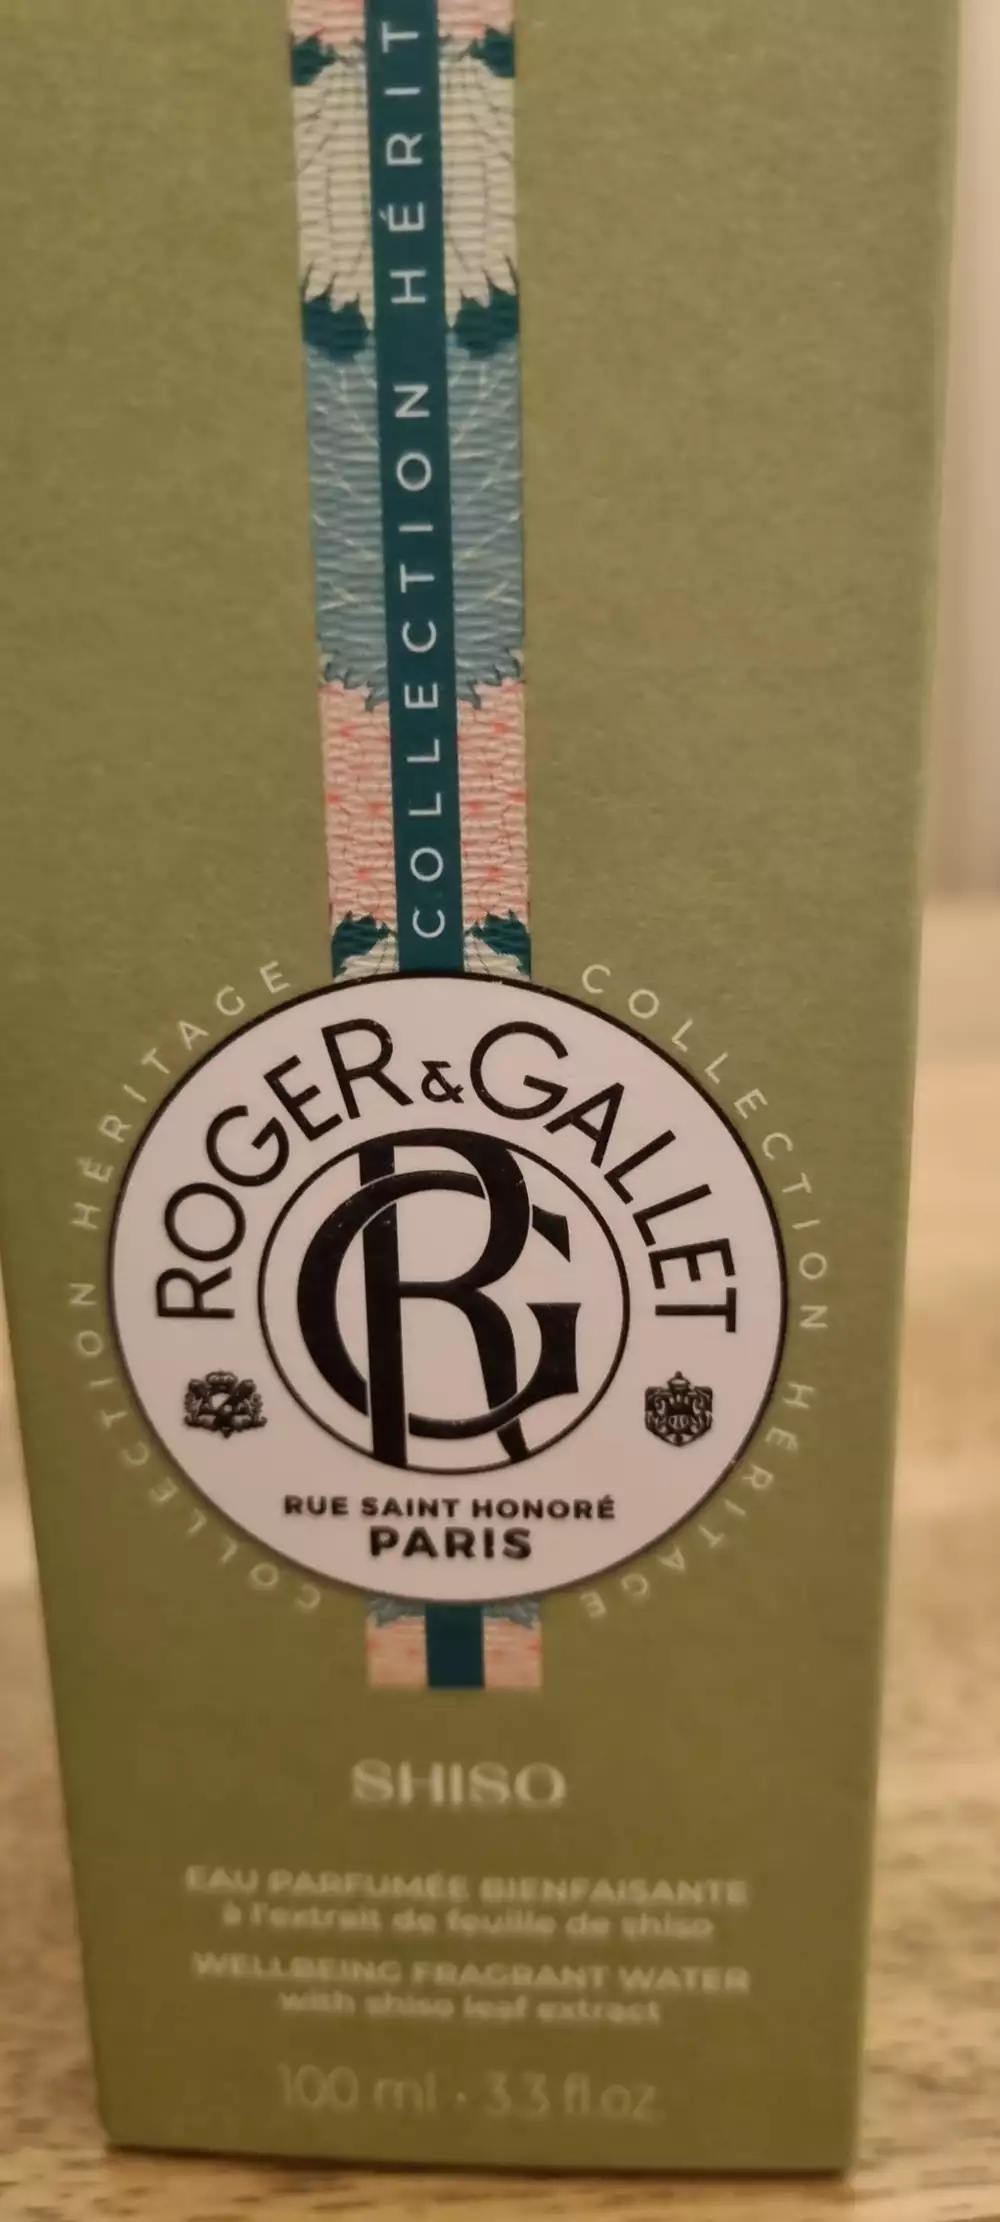 COLLECTION HÉRIT
COLLECTION HÉRITAGE
COLLECTION HÉRITAGE
ROGER & GALLET
RG
RUE SAINT HONORÉ
PARIS
SHISO
EAU PARFUMÉE BIENFAISANTE
à l'extrait de feuille de shiso
WELLBEING FRAGRANT WATER
with shiso leaf extract
100 ml • 3.3 fl.oz.